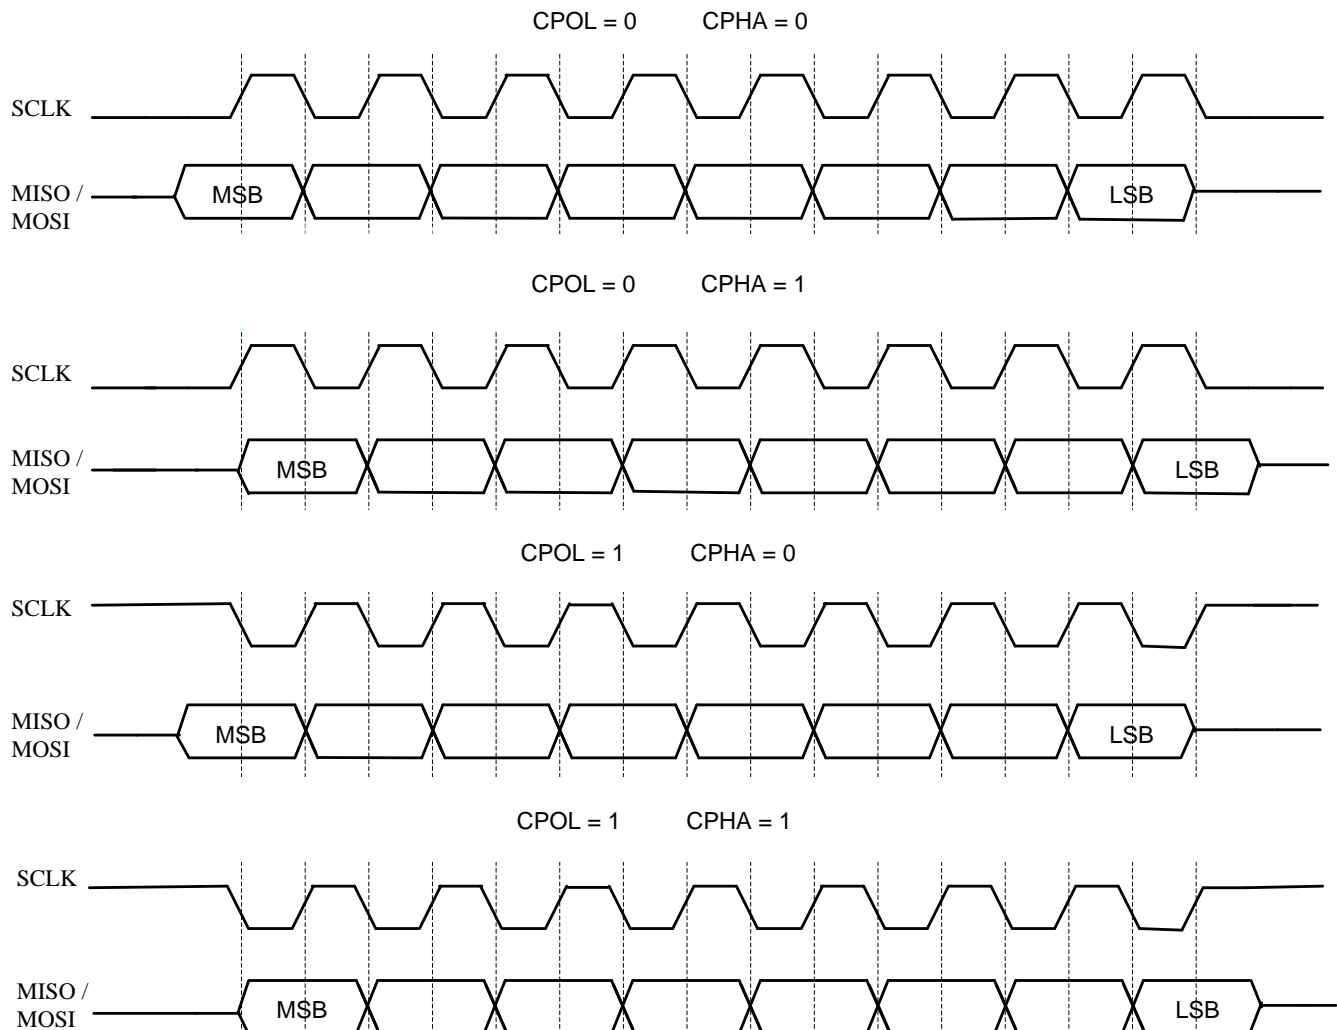 CPOL = 0 CPHA = 0
SCLK
MISO /
MOSI
MSB LSB
CPOL = 0 CPHA = 1
SCLK
MISO /
MOSI
MSB LSB
CPOL = 1 CPHA = 0
SCLK
MISO /
MOSI
MSB LSB
CPOL = 1 CPHA = 1
SCLK
MISO /
MOSI
MSB LSB